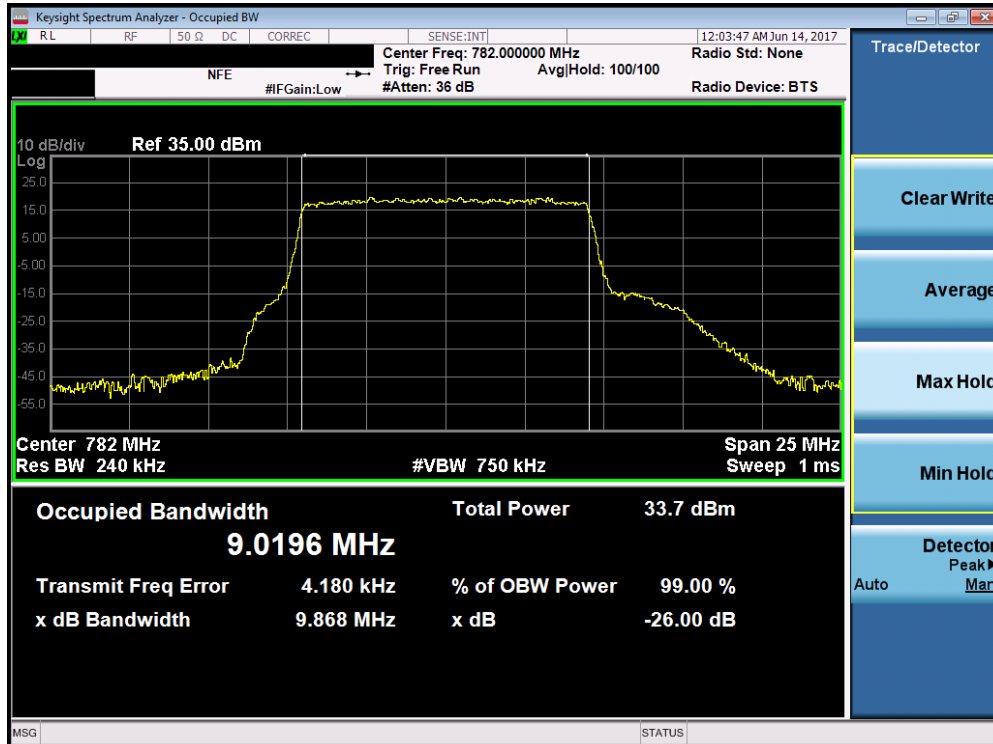 Keysight Spectrum Analyzer - Occupied BW
LXI RL RF 50 Ω DC CORREC SENSE:INT 12:03:47 AM Jun 14, 2017
Center Freq: 782.000000 MHz Radio Std: None
NFE Trig: Free Run Avg|Hold: 100/100
#IFGain:Low #Atten: 36 dB Radio Device: BTS
10 dB/div Ref 35.00 dBm
Log
25.0
15.0
5.00
-5.00
-15.0
-25.0
-35.0
-45.0
-55.0
Center 782 MHz Span 25 MHz
Res BW 240 kHz #VBW 750 kHz Sweep 1 ms
Occupied Bandwidth Total Power 33.7 dBm
9.0196 MHz
Transmit Freq Error 4.180 kHz % of OBW Power 99.00 %
x dB Bandwidth 9.868 MHz x dB -26.00 dB
MSG STATUS
Trace/Detector
Clear Write
Average
Max Hold
Min Hold
Detector
Peak
Auto Man